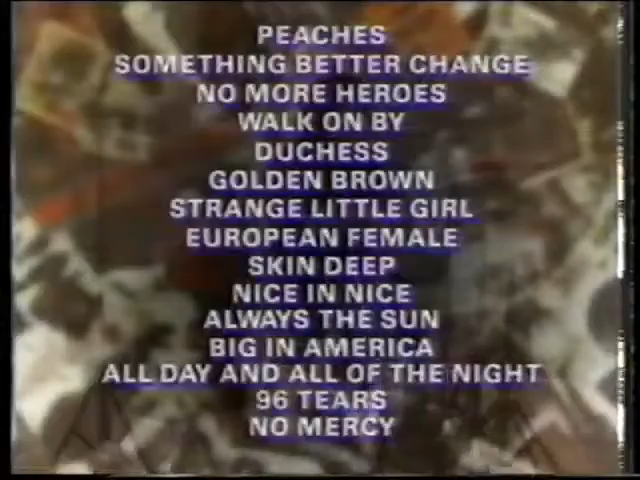 PEACHES
SOMETHING BETTER CHANGE
NO MORE HEROES
WALK ON BY
DUCHESS
GOLDEN BROWN
STRANGE LITTLE GIRL
EUROPEAN FEMALE
SKIN DEEP
NICE IN NICE
ALWAYS THE SUN
BIG IN AMERICA
ALL DAY AND ALL OF THE NIGHT
96 TEARS
NO MERCY